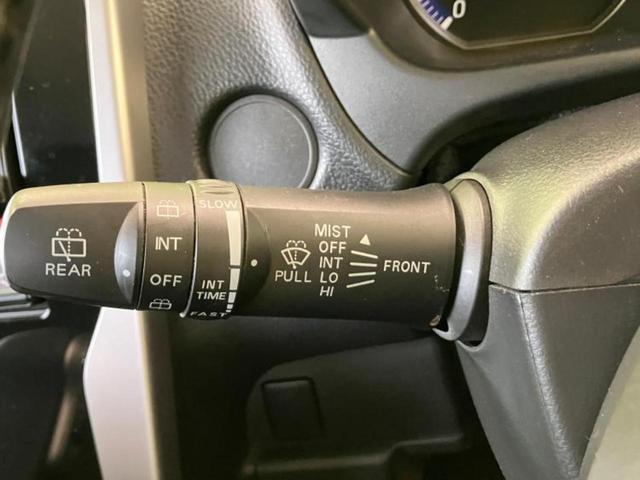 0
REAR
INT
OFF
SLOW
INT
TIME
FAST
PULL
MIST
OFF
INT
LO
HI
FRONT